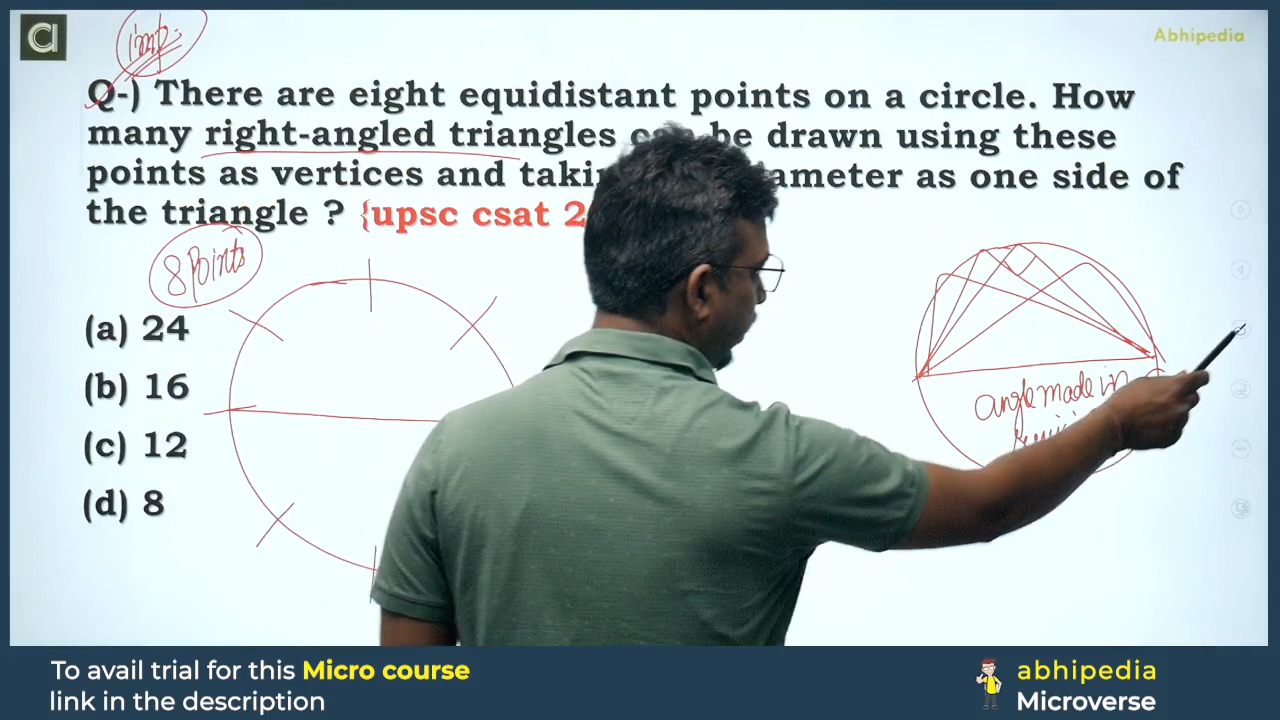 imp.
Abhipedia
Q-) There are eight equidistant points on a circle. How
many right-angled triangles be drawn using these
points as vertices and as one side of
the triangle ? {upsc csat 2
8 Points
(a) 24
(b) 16
(c) 12
(d) 8
angle made in
To avail trial for this Micro course
link in the description
abhipedia
Microverse